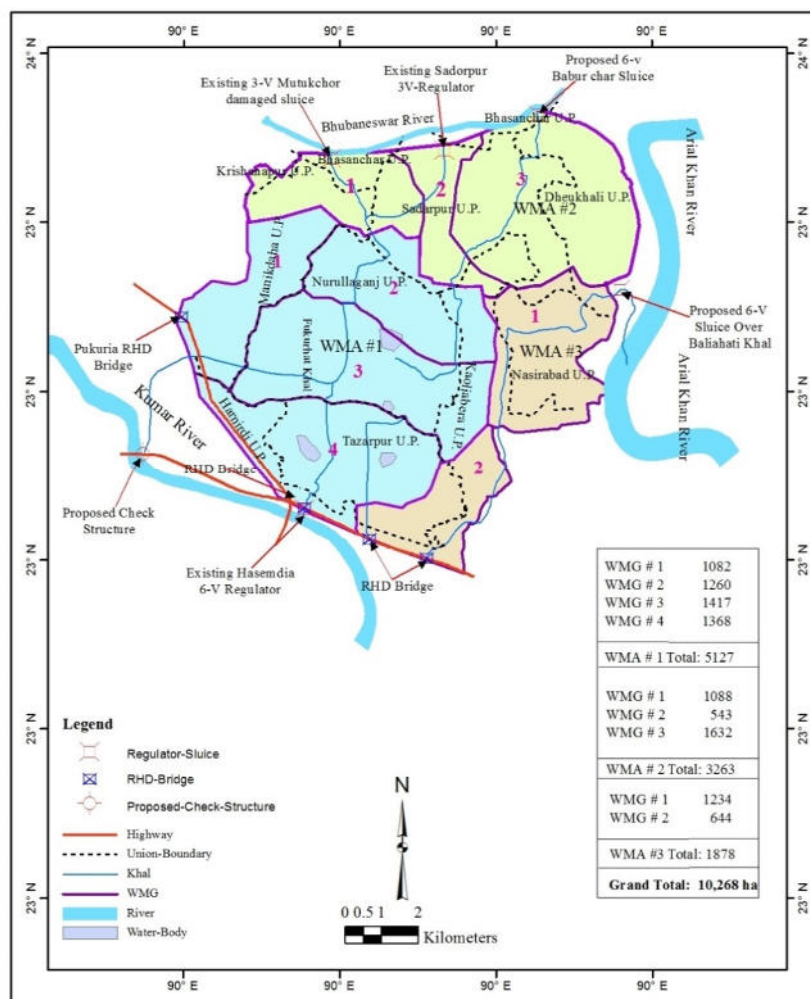 90° E 90° E 90° E 90° E
24° N
24° N
23° N
23° N
23° N
23° N
23° N
23° N
23° N
23° N
23° N
23° N
Existing 3-V Mutukchor
damaged sluice
Existing Sadorpur
3V-Regulator
Proposed 6-v
Babur char Sluice
Bhubaneswar River
Bhasanchar U.P.
Bhasanchar U.P.
Krishanapur U.P.
1
2
3
Sadarpur U.P.
WMA #2
Dheukhali U.P.
Arial Khan River
Manikdaha U.P.
1
Nurullaganj U.P.
2
1
Proposed 6-V
Sluice Over
Baliahati Khal
Pukuria RHD
Bridge
Pukurhat Khal
WMA #1
3
WMA #3
Nasirabad U.P.
Kaoljabera U.P.
Arial Khan River
Kumar River
Hamirdi U.P.
Tazarpur U.P.
4
2
RHD Bridge
Proposed Check
Structure
Existing Hasemdia
6-V Regulator
RHD Bridge
WMG # 1 1082
WMG # 2 1260
WMG # 3 1417
WMG # 4 1368
WMA # 1 Total: 5127
WMG # 1 1088
WMG # 2 543
WMG # 3 1632
WMA # 2 Total: 3263
WMG # 1 1234
WMG # 2 644
WMA #3 Total: 1878
Grand Total: 10,268 ha
Legend
Regulator-Sluice
RHD-Bridge
Proposed-Check-Structure
Highway
Union-Boundary
Khal
WMG
River
Water-Body
N
0 0.5 1 2
Kilometers
90° E 90° E 90° E 90° E